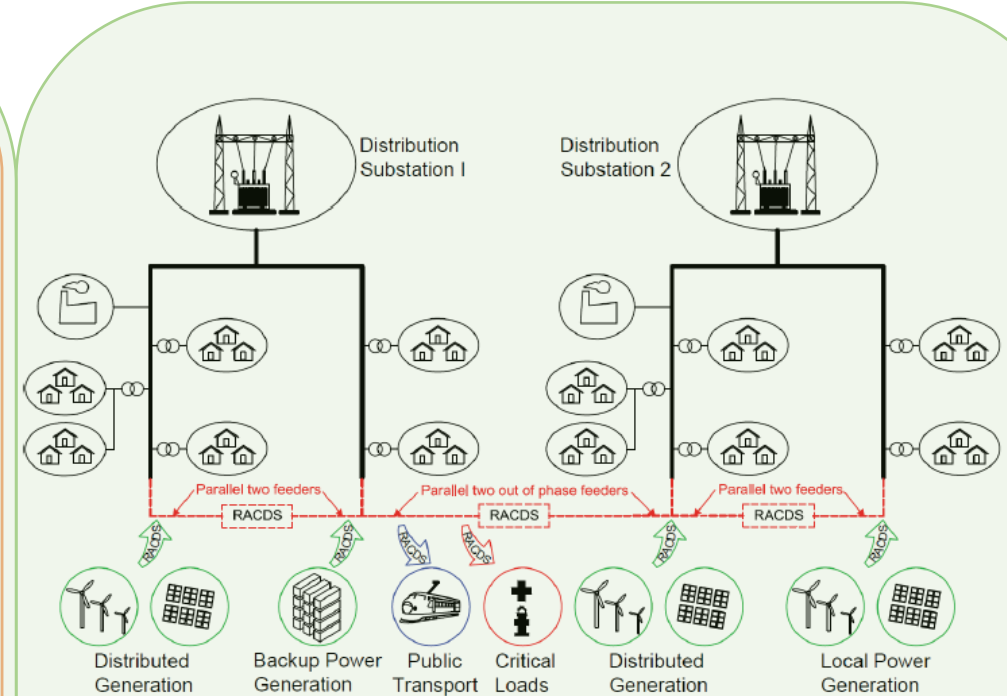 Distribution
Substation I
Distribution
Substation 2
Parallel two feeders
Parallel two out of phase feeders
Parallel two feeders
RACDS
RACDS
RACDS
RACDS
RACDS
RACDS
RACDS
RACDS
RACDS
Distributed
Generation
Backup Power
Generation
Public
Transport
Critical
Loads
Distributed
Generation
Local Power
Generation